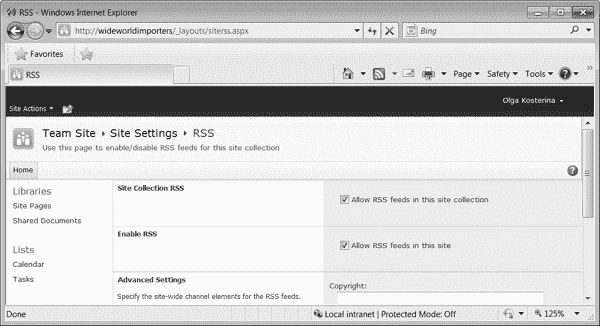 RSS - Windows Internet Explorer
http://wideworldimporters/_layouts/siterss.aspx
Bing
Favorites
RSS
Page
Safety
Tools
Site Actions
Olga Kosterina
Team Site ▸ Site Settings ▸ RSS
Use this page to enable/disable RSS feeds for this site collection
Home
Libraries
Site Pages
Shared Documents
Lists
Calendar
Tasks
Site Collection RSS
Allow RSS feeds in this site collection
Enable RSS
Allow RSS feeds in this site
Advanced Settings
Specify the site-wide channel elements for the RSS feeds.
Copyright:
Done
Local intranet | Protected Mode: Off
125%